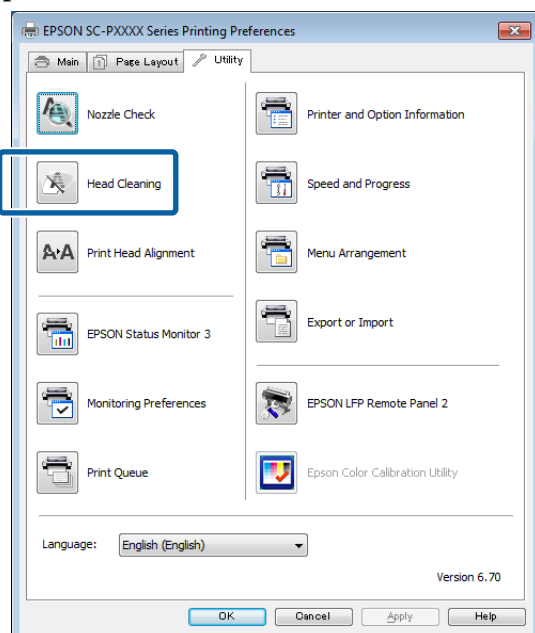 EPSON SC-PXXXX Series Printing Preferences
Main Page Layout Utility
Nozzle Check
Head Cleaning
Print Head Alignment
EPSON Status Monitor 3
Monitoring Preferences
Print Queue
Printer and Option Information
Speed and Progress
Menu Arrangement
Export or Import
EPSON LFP Remote Panel 2
Epson Color Calibration Utility
Language: English (English)
Version 6.70
OK Cancel Apply Help